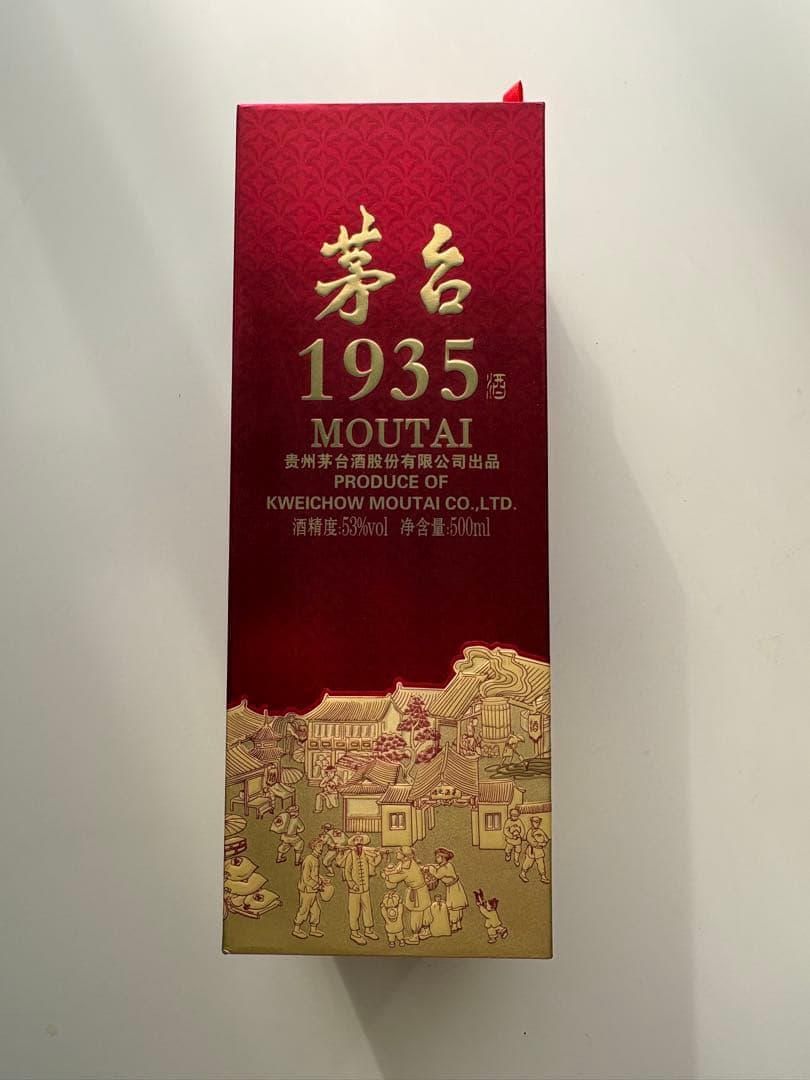 茅台
1935酒
MOUTAI
贵州茅台酒股份有限公司出品
PRODUCE OF
KWEICHOW MOUTAI CO.,LTD.
酒精度:53%vol 净含量:500ml
酒